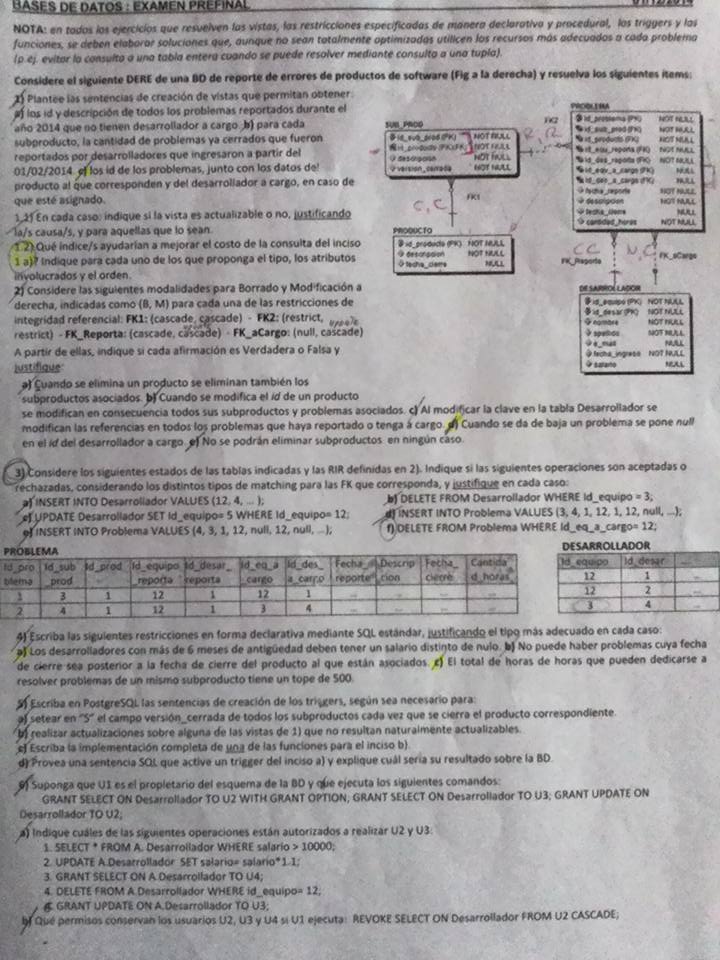 BASES DE DATOS : EXAMEN PREFINAL 01/12/2014
NOTA: en todos los ejercicios que resuelven las vistas, las restricciones especificadas de manera declarativa y procedural, los triggers y las
funciones, se deben elaborar soluciones que, aunque no sean totalmente optimizadas utilicen los recursos más adecuados a cada problema
(p.ej. evitar la consulta a una tabla entera cuando se puede resolver mediante consulta a una tupla).
Considere el siguiente DERE de una BD de reporte de errores de productos de software (Fig a la derecha) y resuelva los siguientes items:
1) Plantee las sentencias de creación de vistas que permitan obtener:
a) los id y descripción de todos los problemas reportados durante el
año 2014 que no tienen desarrollador a cargo. b) para cada
subproducto, la cantidad de problemas ya cerrados que fueron
reportados por desarrolladores que ingresaron a partir del
01/02/2014. c) los id de los problemas, junto con los datos del
producto al que corresponden y del desarrollador a cargo, en caso de
que esté asignado.
1.1) En cada caso: indique si la vista es actualizable o no, justificando
la/s causa/s, y para aquellas que lo sean.
1.2) Qué índice/s ayudarían a mejorar el costo de la consulta del inciso
1 a)? Indique para cada uno de los que proponga el tipo, los atributos
involucrados y el orden.
2) Considere las siguientes modalidades para Borrado y Modificación a
derecha, indicadas como (B, M) para cada una de las restricciones de
integridad referencial: FK1: (cascade, cascade) - FK2: (restrict,
restrict) - FK_Reporta: (cascade, cascade) - FK_aCargo: (null, cascade)
A partir de ellas, indique si cada afirmación es Verdadera o Falsa y
justifique:
a) Cuando se elimina un producto se eliminan también los
subproductos asociados. b) Cuando se modifica el id de un producto
se modifican en consecuencia todos sus subproductos y problemas asociados. c) Al modificar la clave en la tabla Desarrollador se
modifican las referencias en todos los problemas que haya reportado o tenga a cargo. d) Cuando se da de baja un problema se pone null
en el id del desarrollador a cargo. e) No se podrán eliminar subproductos en ningún caso.
SUB_PROD
id_sub_prod (PK) NOT NULL
id_producto (PK)(FK) NOT NULL
descripcion NOT NULL
version_cerrada NOT NULL
R, R
FK2
C, C
FK1
PRODUCTO
id_producto (PK) NOT NULL
descripcion NOT NULL
fecha_cierre NULL
PROBLEMA
id_problema (PK) NOT NULL
id_sub_prod (FK) NOT NULL
id_producto (FK) NOT NULL
id_equ_reporta (FK) NOT NULL
id_des_reporta (FK) NOT NULL
id_equ_a_cargo (FK) NULL
id_des_a_cargo (FK) NULL
fecha_reporte NOT NULL
descripcion NOT NULL
fecha_cierre NULL
cantidad_horas NULL
CC
FK_Reporta
N,C
FK_aCargo
DESARROLLADOR
id_equipo (PK) NOT NULL
id_desar (PK) NOT NULL
nombre NOT NULL
apellido NOT NULL
e_mail NULL
fecha_ingreso NOT NULL
salario NULL
3) Considere los siguientes estados de las tablas indicadas y las RIR definidas en 2). Indique si las siguientes operaciones son aceptadas o
rechazadas, considerando los distintos tipos de matching para las FK que corresponda, y justifique en cada caso:
a) INSERT INTO Desarrollador VALUES (12, 4, ... ); b) DELETE FROM Desarrollador WHERE Id_equipo = 3;
c) UPDATE Desarrollador SET Id_equipo= 5 WHERE Id_equipo= 12; d) INSERT INTO Problema VALUES (3, 4, 1, 12, 1, 12, null, ...);
e) INSERT INTO Problema VALUES (4, 3, 1, 12, null, 12, null, ...); f) DELETE FROM Problema WHERE Id_eq_a_cargo= 12;
PROBLEMA
Id_problema Id_sub_prod Id_prod Id_equipo_reporta Id_desar_reporta Id_eq_a_cargo Id_des_a_cargo Fecha_reporte Descripcion Fecha_cierre Cantidad_horas
1 3 1 12 1 12 1 ... ... ... ...
2 4 1 12 1 3 4 ... ... ... ...
DESARROLLADOR
Id_equipo Id_desar ...
12 1 ...
12 2 ...
3 4 ...
4) Escriba las siguientes restricciones en forma declarativa mediante SQL estándar, justificando el tipo más adecuado en cada caso:
a) Los desarrolladores con más de 6 meses de antigüedad deben tener un salario distinto de nulo. b) No puede haber problemas cuya fecha
de cierre sea posterior a la fecha de cierre del producto al que están asociados. c) El total de horas de horas que pueden dedicarse a
resolver problemas de un mismo subproducto tiene un tope de 500.
5) Escriba en PostgreSQL las sentencias de creación de los triggers, según sea necesario para:
a) setear en "S" el campo versión_cerrada de todos los subproductos cada vez que se cierra el producto correspondiente.
b) realizar actualizaciones sobre alguna de las vistas de 1) que no resultan naturalmente actualizables.
c) Escriba la implementación completa de una de las funciones para el inciso b).
d) Provea una sentencia SQL que active un trigger del inciso a) y explique cuál sería su resultado sobre la BD.
6) Suponga que U1 es el propietario del esquema de la BD y que ejecuta los siguientes comandos:
GRANT SELECT ON Desarrollador TO U2 WITH GRANT OPTION; GRANT SELECT ON Desarrollador TO U3; GRANT UPDATE ON
Desarrollador TO U2;
a) Indique cuáles de las siguientes operaciones están autorizados a realizar U2 y U3:
1. SELECT * FROM A. Desarrollador WHERE salario > 10000;
2. UPDATE A.Desarrollador SET salario= salario*1.1;
3. GRANT SELECT ON A.Desarrollador TO U4;
4. DELETE FROM A.Desarrollador WHERE id_equipo= 12;
GRANT UPDATE ON A.Desarrollador TO U3;
b) Qué permisos conservan los usuarios U2, U3 y U4 si U1 ejecuta: REVOKE SELECT ON Desarrollador FROM U2 CASCADE;